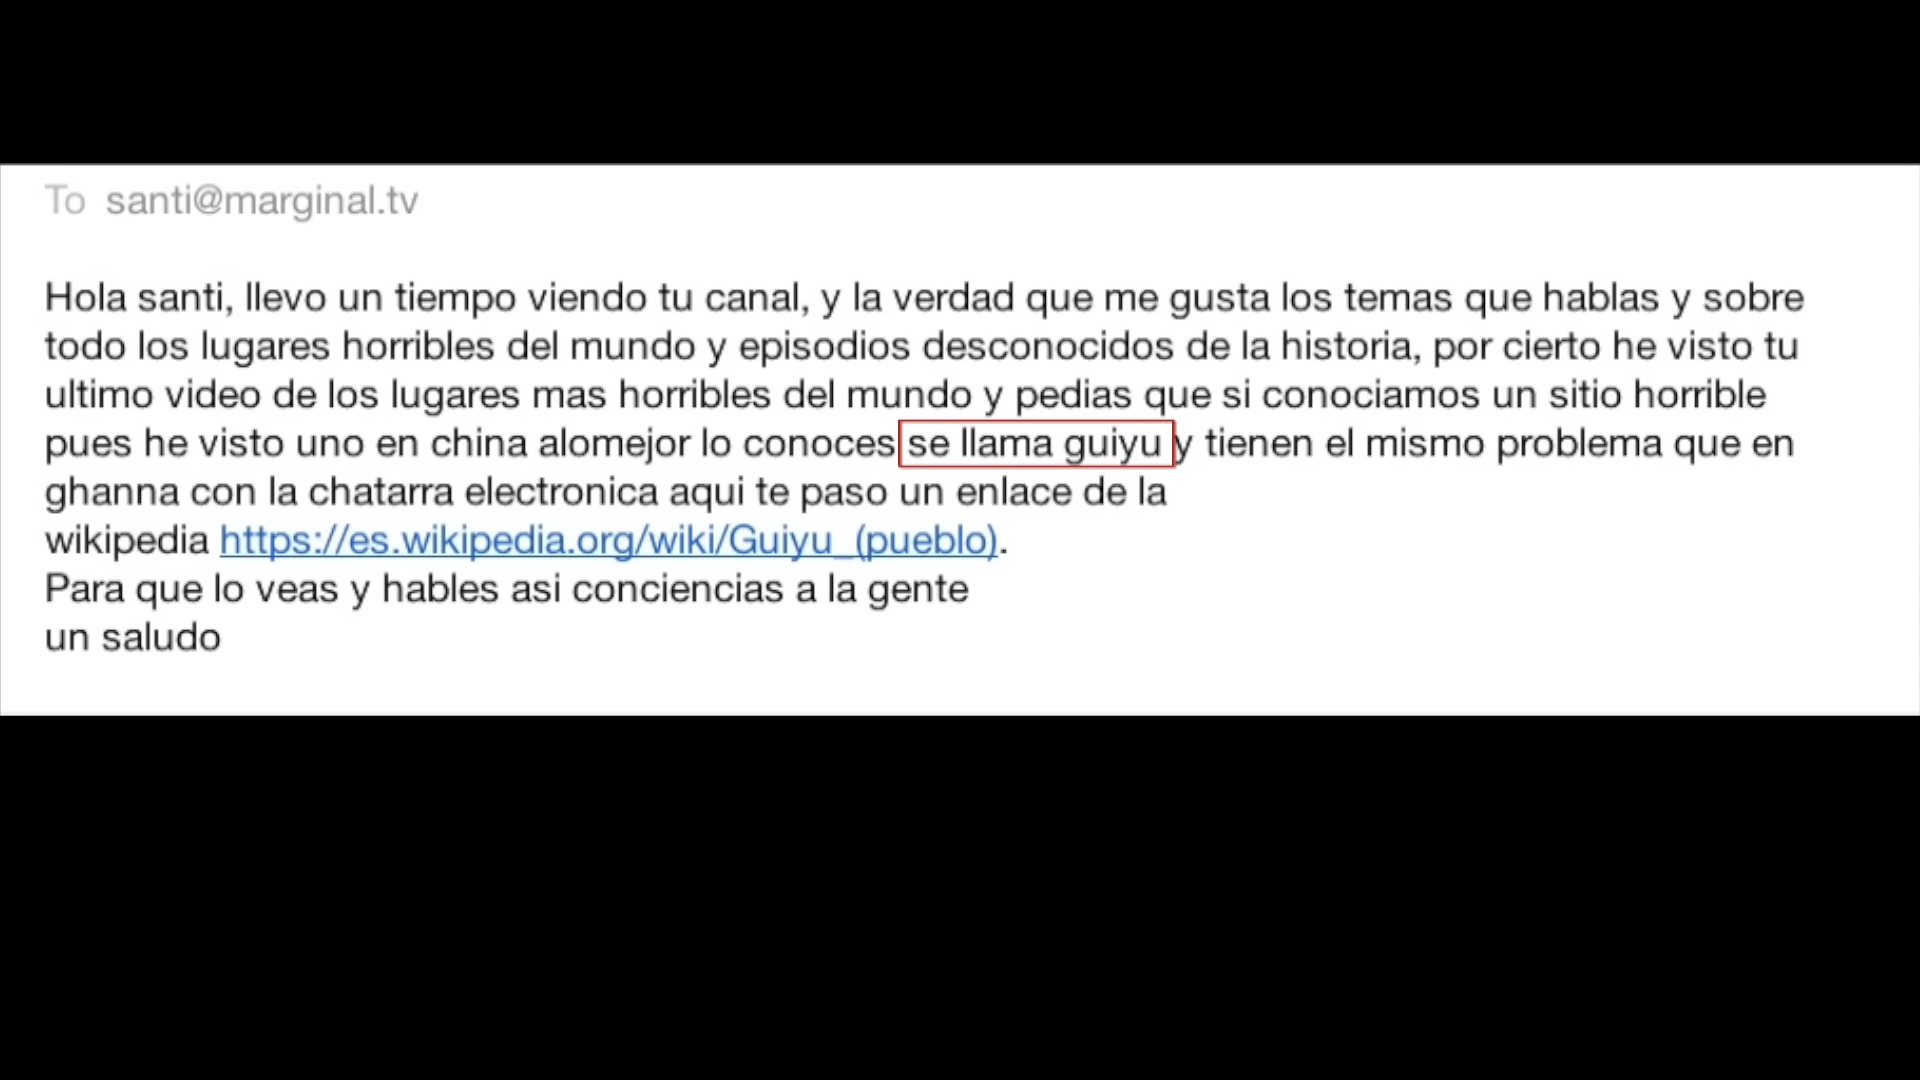 To santi@marginal.tv
Hola santi, llevo un tiempo viendo tu canal, y la verdad que me gusta los temas que hablas y sobre
todo los lugares horribles del mundo y episodios desconocidos de la historia, por cierto he visto tu
ultimo video de los lugares mas horribles del mundo y pedias que si conociamos un sitio horrible
pues he visto uno en china alomejor lo conoces se llama guiyu y tienen el mismo problema que en
ghanna con la chatarra electronica aqui te paso un enlace de la
wikipedia https://es.wikipedia.org/wiki/Guiyu_(pueblo).
Para que lo veas y hables asi conciencias a la gente
un saludo